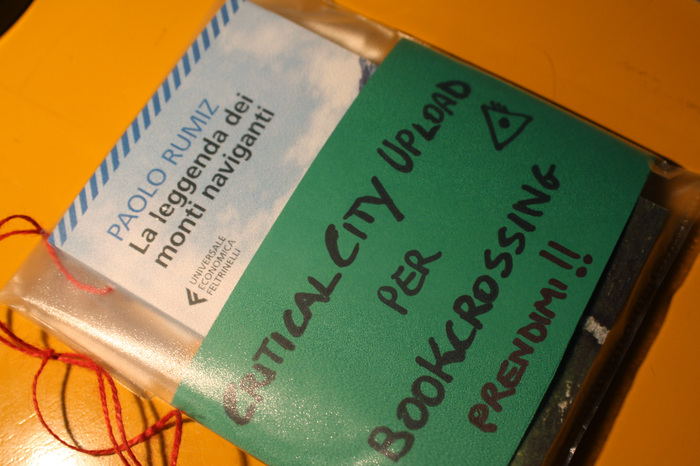 PAOLO RUMIZ
La leggenda dei
monti naviganti
UNIVERSALE
ECONOMICA
FELTRINELLI
CRITICAL CITY UPLOAD
PER
BOOKCROSSING
PRENDIMI!!